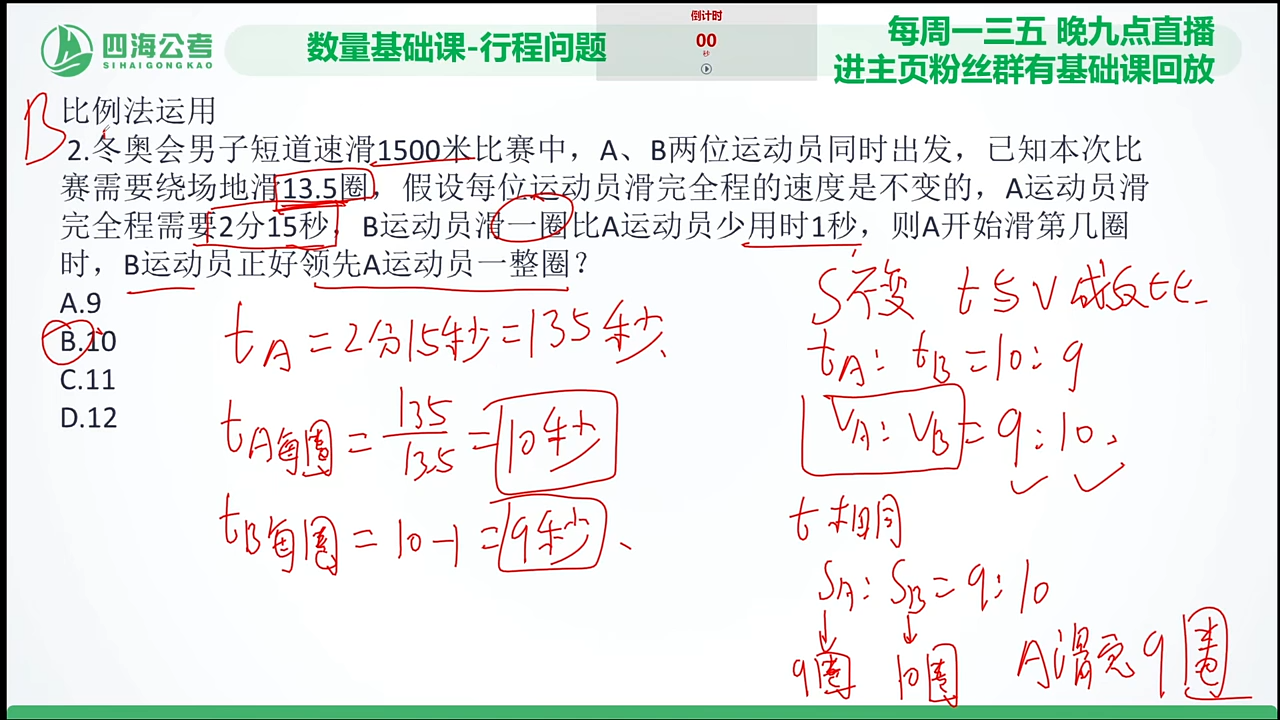 四海公考
SIHAIGONGKAO
数量基础课-行程问题
倒计时
00
秒
每周一三五 晚九点直播
进主页粉丝群有基础课回放
B
比例法运用
2.冬奥会男子短道速滑1500米比赛中，A、B两位运动员同时出发，已知本次比
赛需要绕场地滑13.5圈，假设每位运动员滑完全程的速度是不变的，A运动员滑
完全程需要2分15秒，B运动员滑一圈比A运动员少用时1秒，则A开始滑第几圈
时，B运动员正好领先A运动员一整圈？
A.9
B.10
C.11
D.12
tA=2分15秒=135秒、
tA每圈=135/13.5=10秒
tB每圈=10-1=9秒、
S不变 t与V成反比
tA:tB=10:9
VA:VB=9:10、
t相同
SA:SB=9:10
9圈 10圈
A滑完9圈